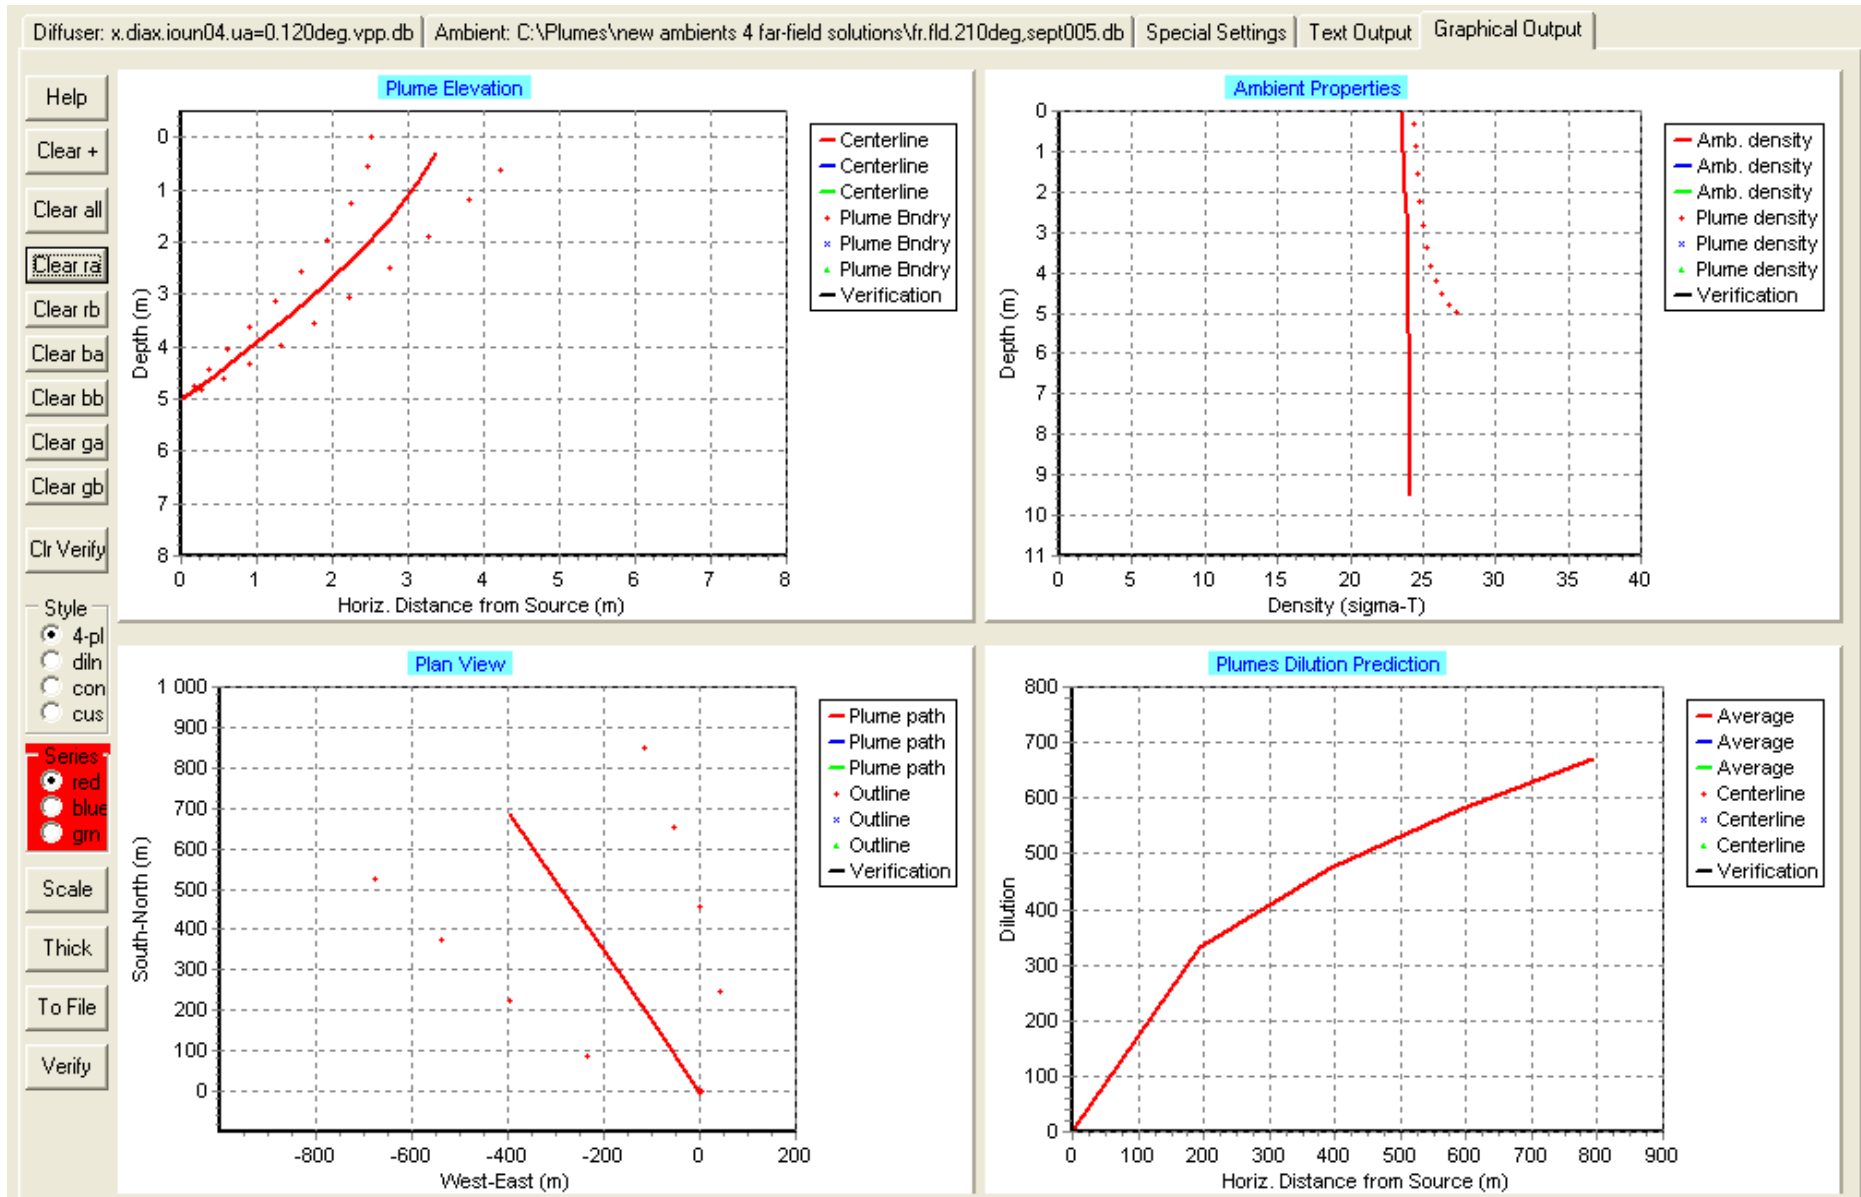 Diffuser: x.diax.ioun04.ua=0.120deg.vpp.db
Ambient: C:\Plumes\new ambients 4 far-field solutions\fr.fld.210deg,sept005.db
Special Settings
Text Output
Graphical Output
Help
Clear +
Clear all
Clear ra
Clear rb
Clear ba
Clear bb
Clear ga
Clear gb
Clr Verify
Style
4-pl
diln
con
cus
Series
red
blue
grn
Scale
Thick
To File
Verify
Plume Elevation
0
1
2
3
4
5
6
7
8
Depth (m)
0 1 2 3 4 5 6 7 8
Horiz. Distance from Source (m)
Centerline
Centerline
Centerline
Plume Bndry
Plume Bndry
Plume Bndry
Verification
Ambient Properties
0
1
2
3
4
5
6
7
8
9
10
11
Depth (m)
0 5 10 15 20 25 30 35 40
Density (sigma-T)
Amb. density
Amb. density
Amb. density
Plume density
Plume density
Plume density
Verification
Plan View
1 000
900
800
700
600
500
400
300
200
100
0
South-North (m)
-800 -600 -400 -200 0 200
West-East (m)
Plume path
Plume path
Plume path
Outline
Outline
Outline
Verification
Plumes Dilution Prediction
800
700
600
500
400
300
200
100
0
Dilution
0 100 200 300 400 500 600 700 800 900
Horiz. Distance from Source (m)
Average
Average
Average
Centerline
Centerline
Centerline
Verification